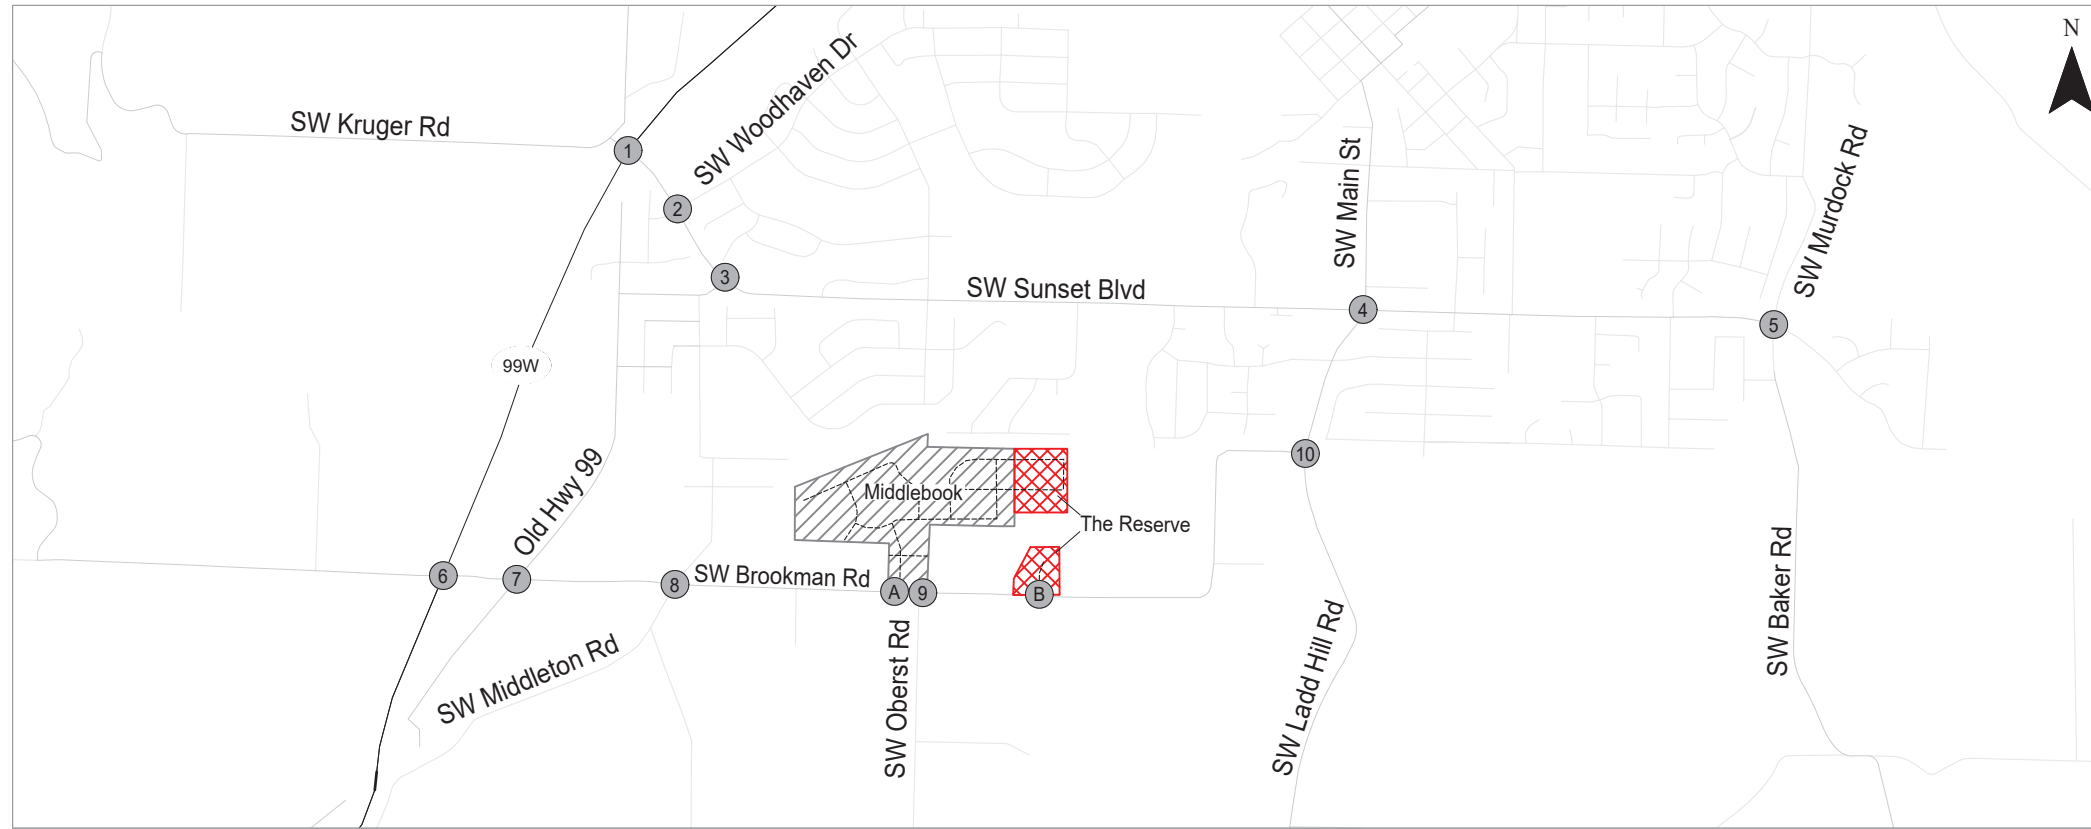 N
SW Kruger Rd
SW Woodhaven Dr
1
2
3
SW Main St
SW Murdock Rd
SW Sunset Blvd
4
5
99W
Old Hwy 99
10
Middlebook
The Reserve
6
7
8
SW Brookman Rd
A
9
B
SW Middleton Rd
SW Oberst Rd
SW Ladd Hill Rd
SW Baker Rd